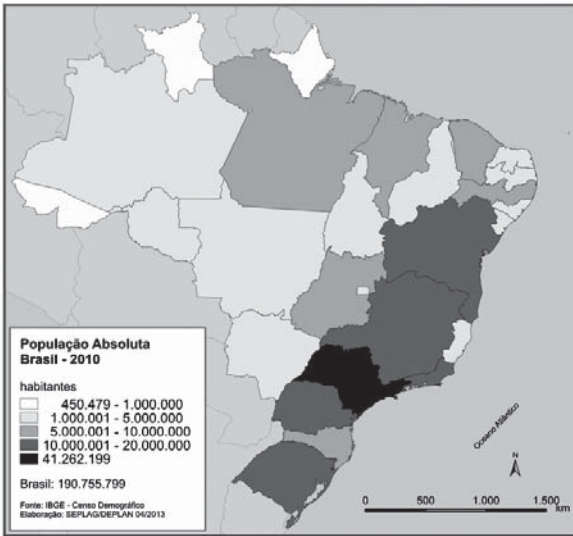 População Absoluta
Brasil - 2010
habitantes
450.479 - 1.000.000
1.000.001 - 5.000.000
5.000.001 - 10.000.000
10.000.001 - 20.000.000
41.262.199
Brasil: 190.755.799
Fonte: IBGE - Censo Demográfico
Elaboração: SEPLAG/DEPLAN 04/2013
Oceano Atlântico
N
0 500 1.000 1.500
km